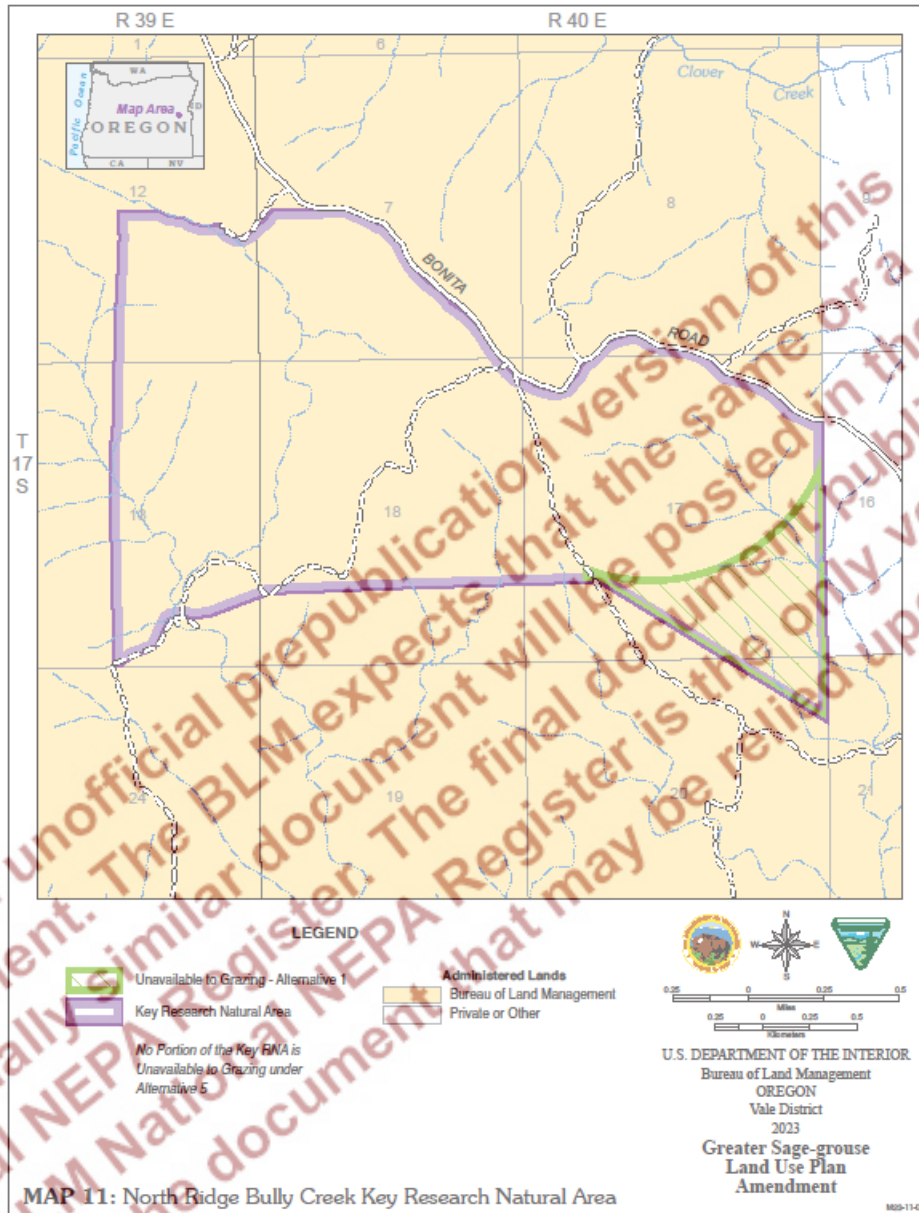 R 39 E
R 40 E
1
6
Clover
Creek
WA
Pacific Ocean
Map Area
OREGON
CA
NV
12
7
8
9
BONITA
ROAD
T
17
S
13
18
17
16
24
19
20
21
unofficial prepublication version of this
ment. The BLM expects that the same or a
ally similar document will be posted in the
al NEPA Register. The final document
LM National NEPA Register is the only
he document that may be relied
LEGEND
Unavailable to Grazing - Alternative 1
Key Research Natural Area
No Portion of the Key RNA is
Unavailable to Grazing under
Alternative 5
Administered Lands
Bureau of Land Management
Private or Other
N
W
E
S
0.25 0 0.25 0.5
Miles
0.25 0 0.25 0.5
Kilometers
U.S. DEPARTMENT OF THE INTERIOR
Bureau of Land Management
OREGON
Vale District
2023
Greater Sage-grouse
Land Use Plan
Amendment
MAP 11: North Ridge Bully Creek Key Research Natural Area